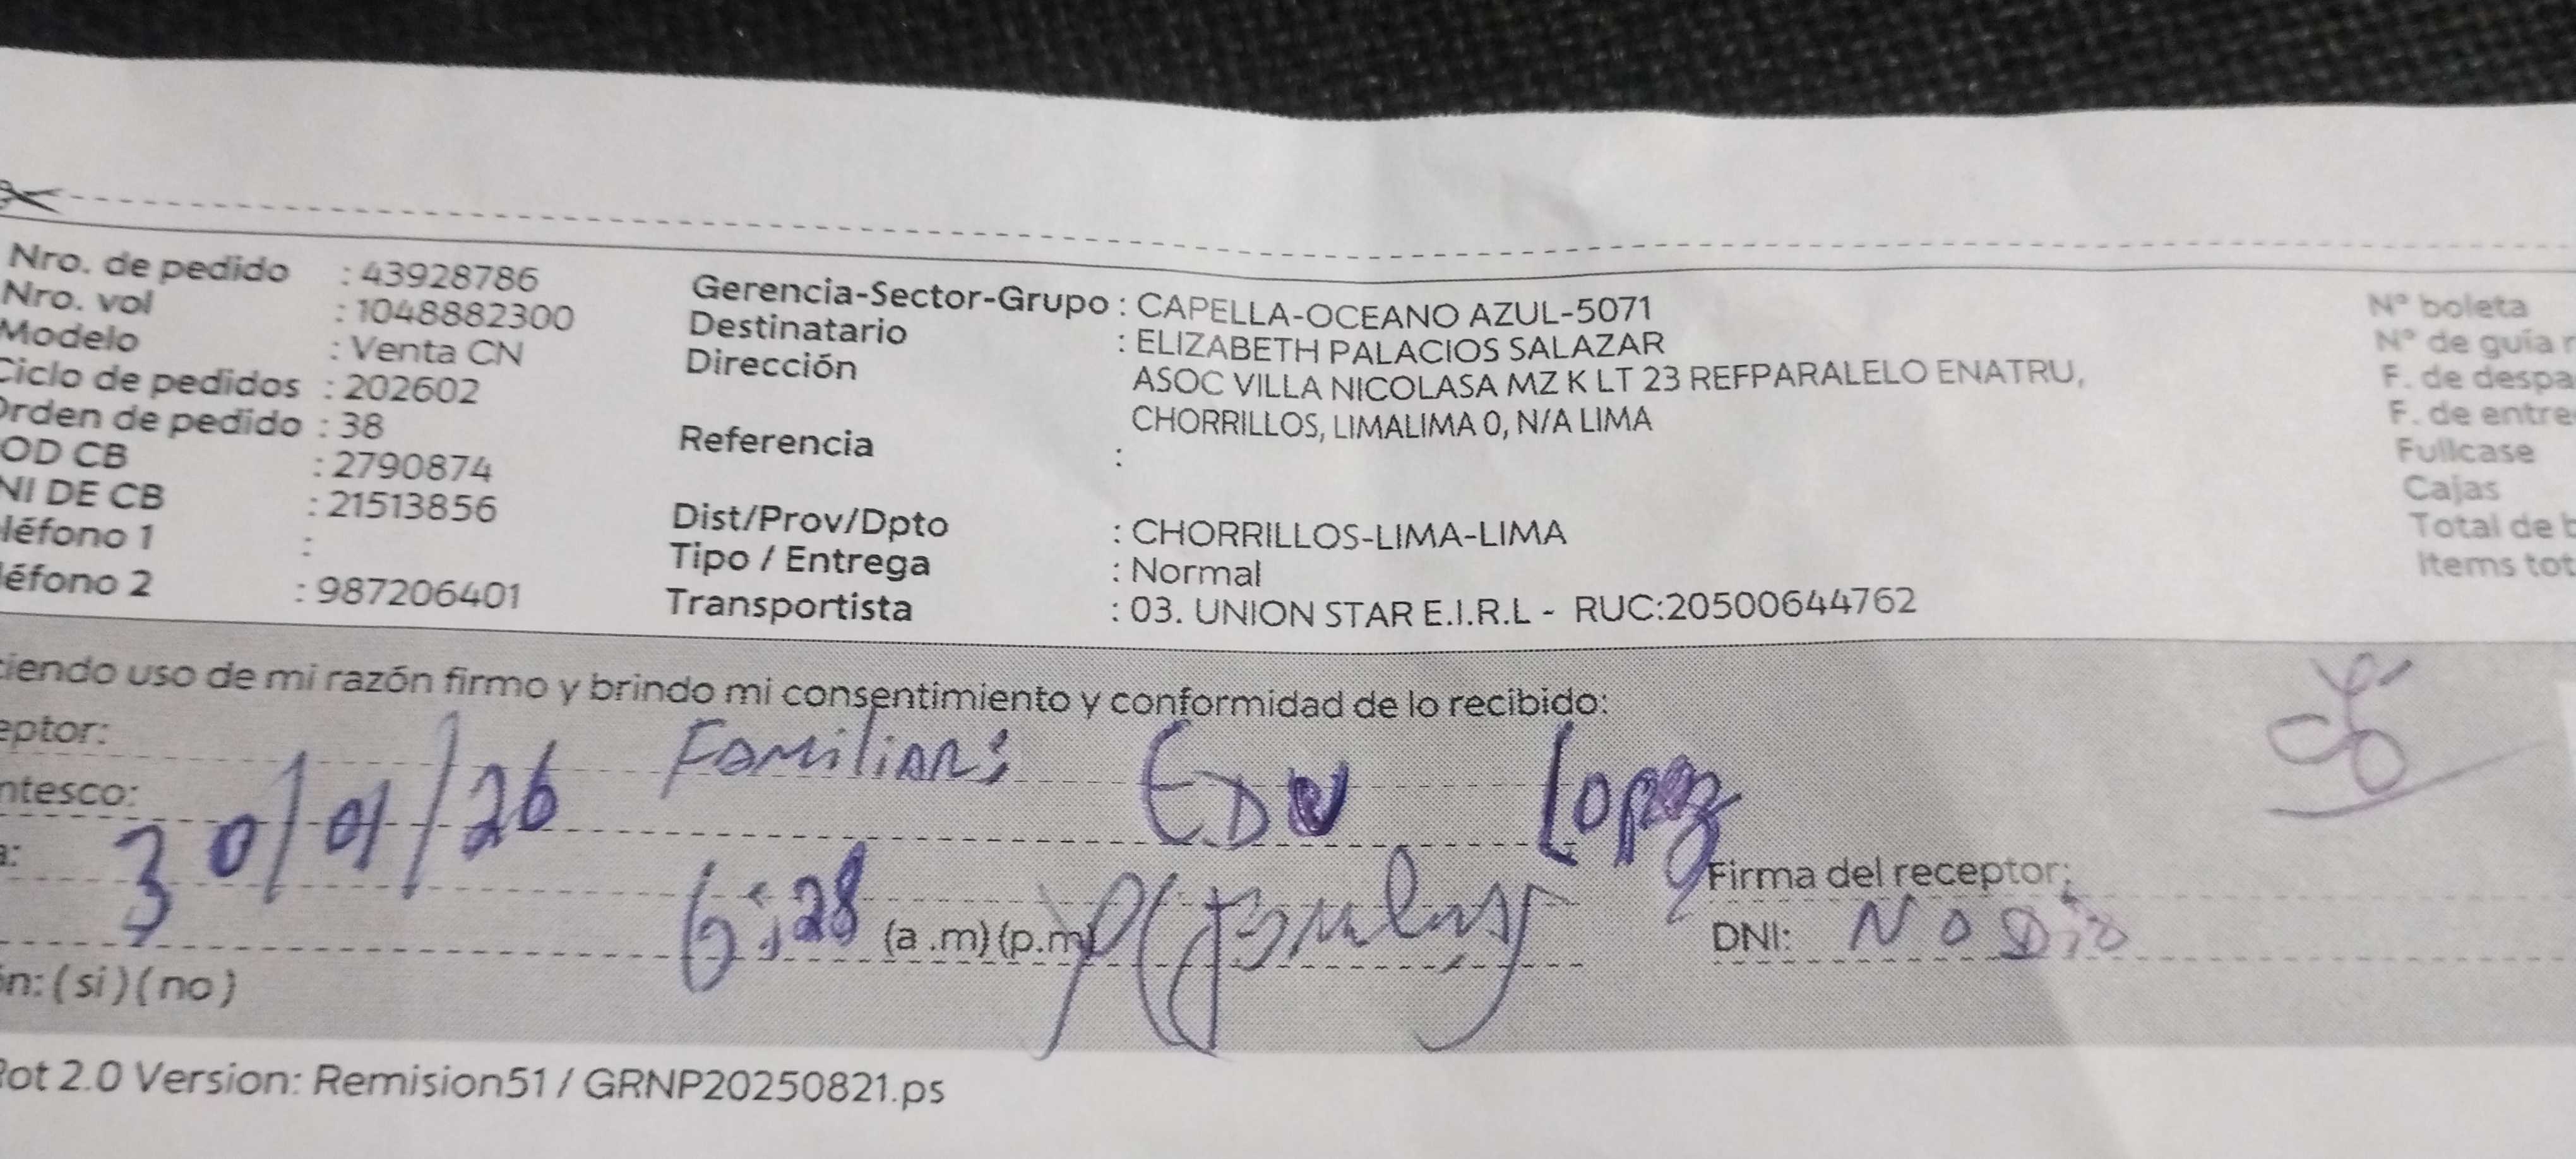 Nro. de pedido : 43928786
Nro. vol : 1048882300
Modelo : Venta CN
Ciclo de pedidos : 202602
Orden de pedido : 38
OD CB : 2790874
NI DE CB : 21513856
léfono 1 :
léfono 2 : 987206401
Gerencia-Sector-Grupo : CAPELLA-OCEANO AZUL-5071
Destinatario : ELIZABETH PALACIOS SALAZAR
Dirección ASOC VILLA NICOLASA MZ K LT 23 REFPARALELO ENATRU,
CHORRILLOS, LIMALIMA 0, N/A LIMA
Referencia :
Dist/Prov/Dpto : CHORRILLOS-LIMA-LIMA
Tipo / Entrega : Normal
Transportista : 03. UNION STAR E.I.R.L - RUC:20500644762
N° boleta
N° de guía r
F. de despa
F. de entre
Fullcase
Cajas
Total de b
Items tot
ciendo uso de mi razón firmo y brindo mi consentimiento y conformidad de lo recibido:
eptor: Familiar: EDU Lopez
ntesco:
a: 30/01/26
6:28 (a .m) (p.m)
Firma del receptor:
DNI: NO Dio
ón: ( si ) ( no )
Rot 2.0 Version: Remision51 / GRNP20250821.ps